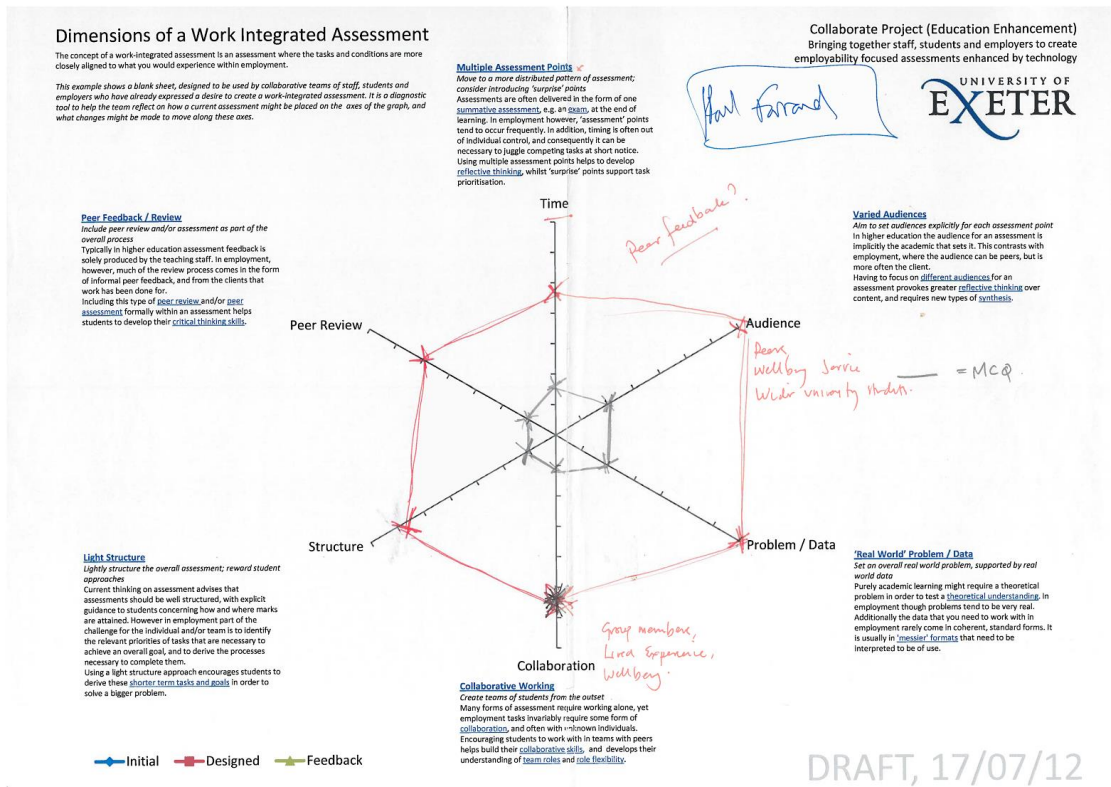 Dimensions of a Work Integrated Assessment
The concept of a work-integrated assessment is an assessment where the tasks and conditions are more
closely aligned to what you would experience within employment.
This example shows a blank sheet, designed to be used by collaborative teams of staff, students and
employers who have already expressed a desire to create a work-integrated assessment. It is a diagnostic
tool to help the team reflect on how a current assessment might be placed on the axes of the graph, and
what changes might be made to move along these axes.
Collaborate Project (Education Enhancement)
Bringing together staff, students and employers to create
employability focused assessments enhanced by technology
UNIVERSITY OF
EXETER
Farrand
Multiple Assessment Points
Move to a more distributed pattern of assessment;
consider introducing 'surprise' points
Assessments are often delivered in the form of one
summative assessment, e.g. an exam, at the end of
learning. In employment however, 'assessment' points
tend to occur frequently. In addition, timing is often out
of individual control, and consequently it can be
necessary to juggle competing tasks at short notice.
Using multiple assessment points helps to develop
reflective thinking, whilst 'surprise' points support task
prioritisation.
Peer Feedback / Review
Include peer review and/or assessment as part of the
overall process
Typically in higher education assessment feedback is
solely produced by the teaching staff. In employment,
however, much of the review process comes in the form
of informal peer feedback, and from the clients that
work has been done for.
Including this type of peer review and/or peer
assessment formally within an assessment helps
students to develop their critical thinking skills.
Varied Audiences
Aim to set audiences explicitly for each assessment point
In higher education the audience for an assessment is
implicitly the academic that sets it. This contrasts with
employment, where the audience can be peers, but is
more often the client.
Having to focus on different audiences for an
assessment provokes greater reflective thinking over
content, and requires new types of synthesis.
Time
Peer feedback?
Peer Review
Audience
Peers,
Wellbeing Service
Wider university students.
= MCQ.
Structure
Problem / Data
Collaboration
Group members,
Lived Experience,
Wellbeing.
Light Structure
Lightly structure the overall assessment; reward student
approaches
Current thinking on assessment advises that
assessments should be well structured, with explicit
guidance to students concerning how and where marks
are attained. However in employment part of the
challenge for the individual and/or team is to identify
the relevant priorities of tasks that are necessary to
achieve an overall goal, and to derive the processes
necessary to complete them.
Using a light structure approach encourages students to
derive these shorter term tasks and goals in order to
solve a bigger problem.
'Real World' Problem / Data
Set an overall real world problem, supported by real
world data
Purely academic learning might require a theoretical
problem in order to test a theoretical understanding. In
employment though problems tend to be very real.
Additionally the data that you need to work with in
employment rarely come in coherent, standard forms. It
is usually in 'messier' formats that need to be
interpreted to be of use.
Collaborative Working
Create teams of students from the outset
Many forms of assessment require working alone, yet
employment tasks invariably require some form of
collaboration, and often with unknown individuals.
Encouraging students to work with in teams with peers
helps build their collaborative skills, and develops their
understanding of team roles and role flexibility.
Initial
Designed
Feedback
DRAFT, 17/07/12